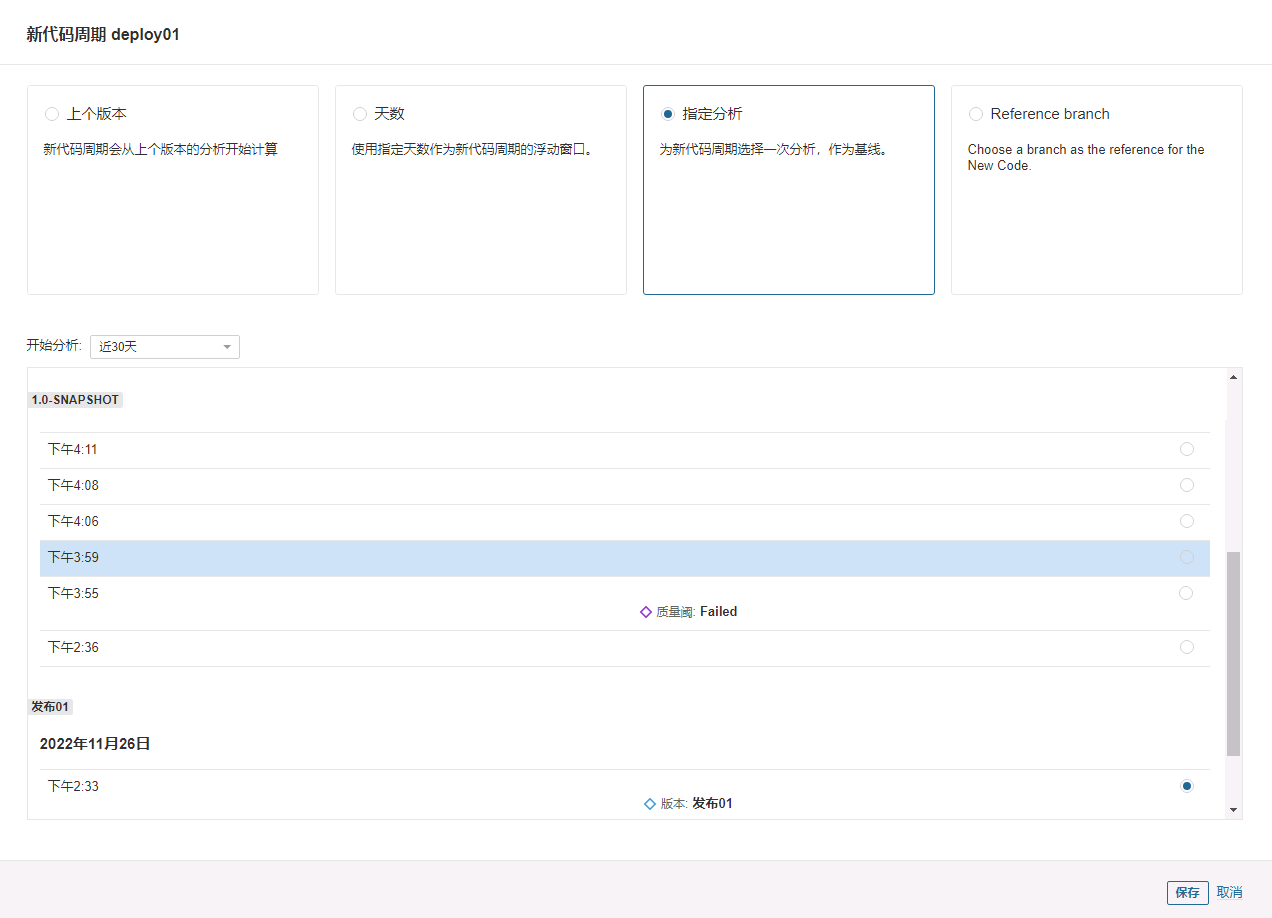 新代码周期 deploy01
上个版本
新代码周期会从上个版本的分析开始计算
天数
使用指定天数作为新代码周期的浮动窗口。
指定分析
为新代码周期选择一次分析，作为基线。
Reference branch
Choose a branch as the reference for the
New Code.
开始分析: 近30天
1.0-SNAPSHOT
下午4:11
下午4:08
下午4:06
下午3:59
下午3:55
质量阈: Failed
下午2:36
发布01
2022年11月26日
下午2:33
版本: 发布01
保存 取消